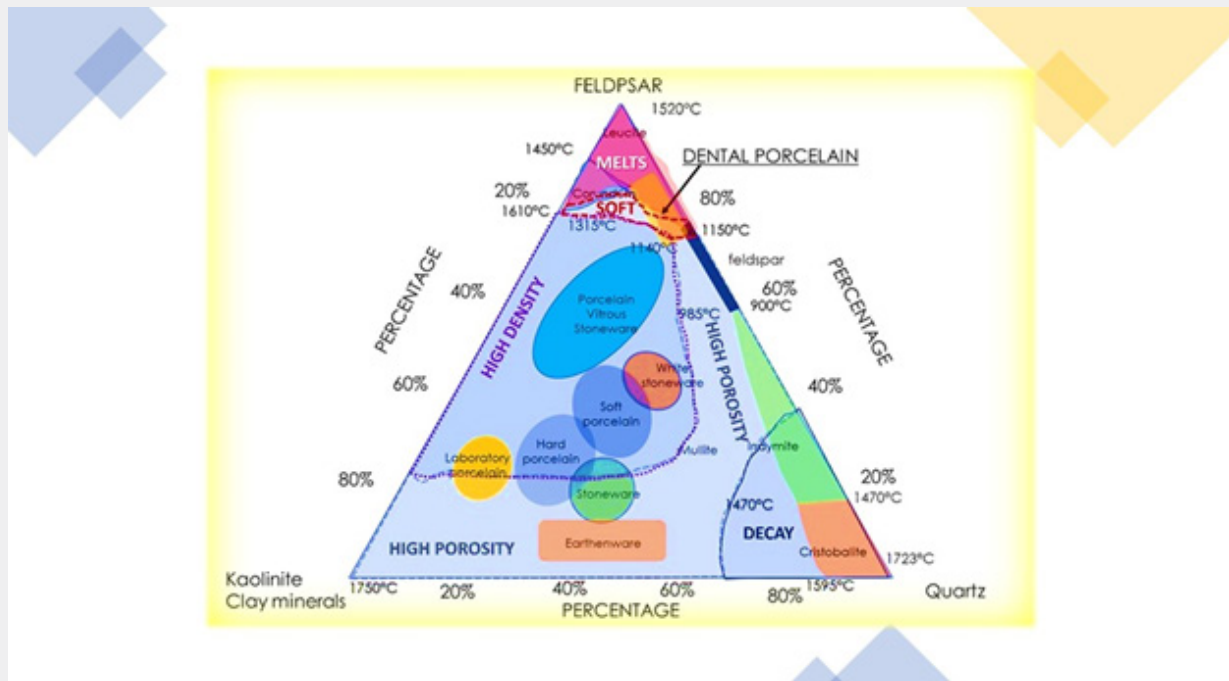 FELDPSAR
1520°C
Leucite
1450°C
MELTS
DENTAL PORCELAIN
20%
80%
Corundum
SOFT
1610°C
1315°C
1150°C
1140°C
feldspar
PERCENTAGE
PERCENTAGE
40%
60%
900°C
HIGH DENSITY
Porcelain
Vitrous
Stoneware
985°C
HIGH POROSITY
60%
White
stoneware
40%
Soft
porcelain
Mullite
Indymite
Hard
porcelain
Laboratory
porcelain
80%
20%
1470°C
Stoneware
1470°C
DECAY
HIGH POROSITY
Earthenware
Cristobalite
1723°C
Kaolinite
Clay minerals
1750°C
20%
40%
60%
80%
1595°C
Quartz
PERCENTAGE